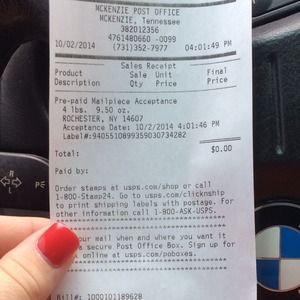 MCKENZIE POST OFFICE
MCKENZIE, Tennessee
382012356
4761480660 -0099
10/02/2014 (731)352-7977 04:01:49 PM
Sales Receipt
Product Sale Unit Final
Description Qty Price Price
Pre-paid Mailpiece Acceptance
4 lbs. 9.50 oz.
ROCHESTER, NY 14607
Acceptance Date: 10/2/2014 4:01:46 PM
Label#:9405510899359030734282
Total: $0.00
Paid by:
Order stamps at usps.com/shop or call
1-800-Stamp24. Go to usps.com/clicknship
to print shipping labels with postage. For
other information call 1-800-ASK-USPS.
your mail when and where you want it
a secure Post Office Box. Sign up for
online at usps.com/poboxes.
Bill#: 1000101189628